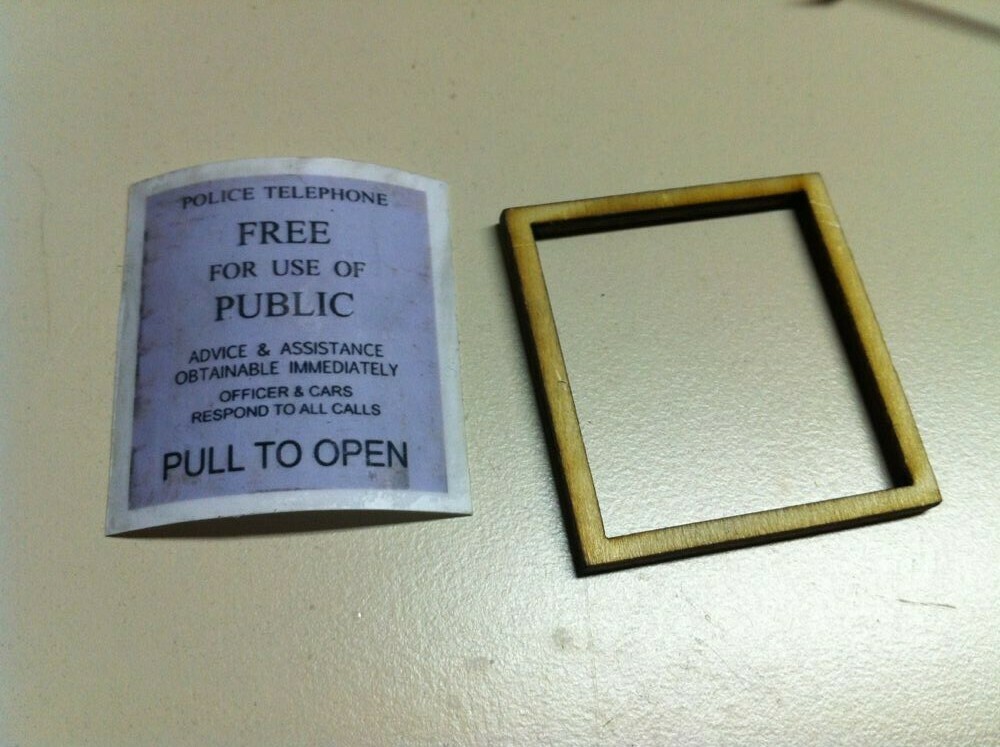 POLICE TELEPHONE
FREE
FOR USE OF
PUBLIC
ADVICE & ASSISTANCE
OBTAINABLE IMMEDIATELY
OFFICER & CARS
RESPOND TO ALL CALLS
PULL TO OPEN